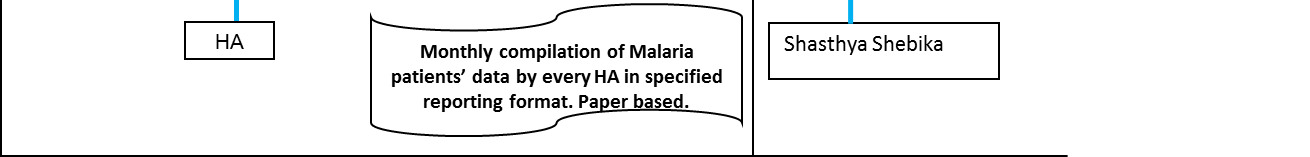 HA
Monthly compilation of Malaria
patients’ data by every HA in specified
reporting format. Paper based.
Shasthya Shebika